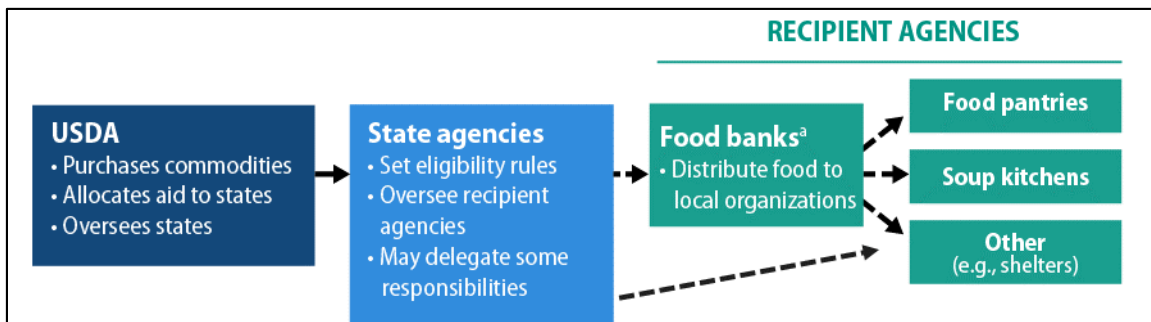 RECIPIENT AGENCIES
USDA
• Purchases commodities
• Allocates aid to states
• Oversees states
State agencies
• Set eligibility rules
• Oversee recipient
agencies
• May delegate some
responsibilities
Food banksª
• Distribute food to
local organizations
Food pantries
Soup kitchens
Other
(e.g., shelters)